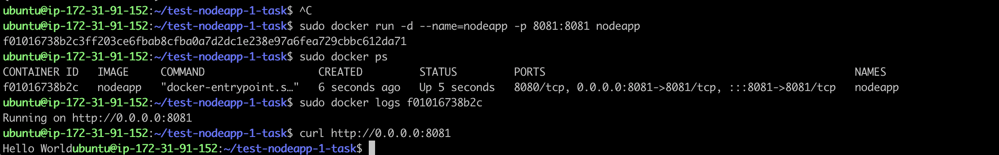 ubuntu@ip-172-31-91-152:~/test-nodeapp-1-task$ ^C
ubuntu@ip-172-31-91-152:~/test-nodeapp-1-task$ sudo docker run -d --name=nodeapp -p 8081:8081 nodeapp
f01016738b2c3ff203ce6fbab8cfba0a7d2dc1e238e97a6fea729cbbc612da71
ubuntu@ip-172-31-91-152:~/test-nodeapp-1-task$ sudo docker ps
CONTAINER ID   IMAGE     COMMAND                  CREATED         STATUS         PORTS                                                 NAMES
f01016738b2c   nodeapp   "docker-entrypoint.s…"   6 seconds ago   Up 5 seconds   8080/tcp, 0.0.0.0:8081->8081/tcp, :::8081->8081/tcp   nodeapp
ubuntu@ip-172-31-91-152:~/test-nodeapp-1-task$ sudo docker logs f01016738b2c
Running on http://0.0.0.0:8081
ubuntu@ip-172-31-91-152:~/test-nodeapp-1-task$ curl http://0.0.0.0:8081
Hello Worldubuntu@ip-172-31-91-152:~/test-nodeapp-1-task$